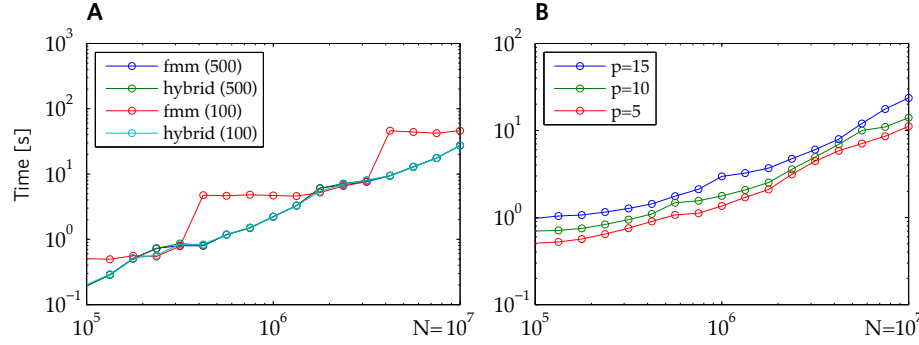 A
B
Time [s]
10^3
10^2
10^1
10^0
10^-1
fmm (500)
hybrid (500)
fmm (100)
hybrid (100)
10^5
10^6
N=10^7
10^2
10^1
10^0
10^-1
p=15
p=10
p=5
10^5
10^6
N=10^7